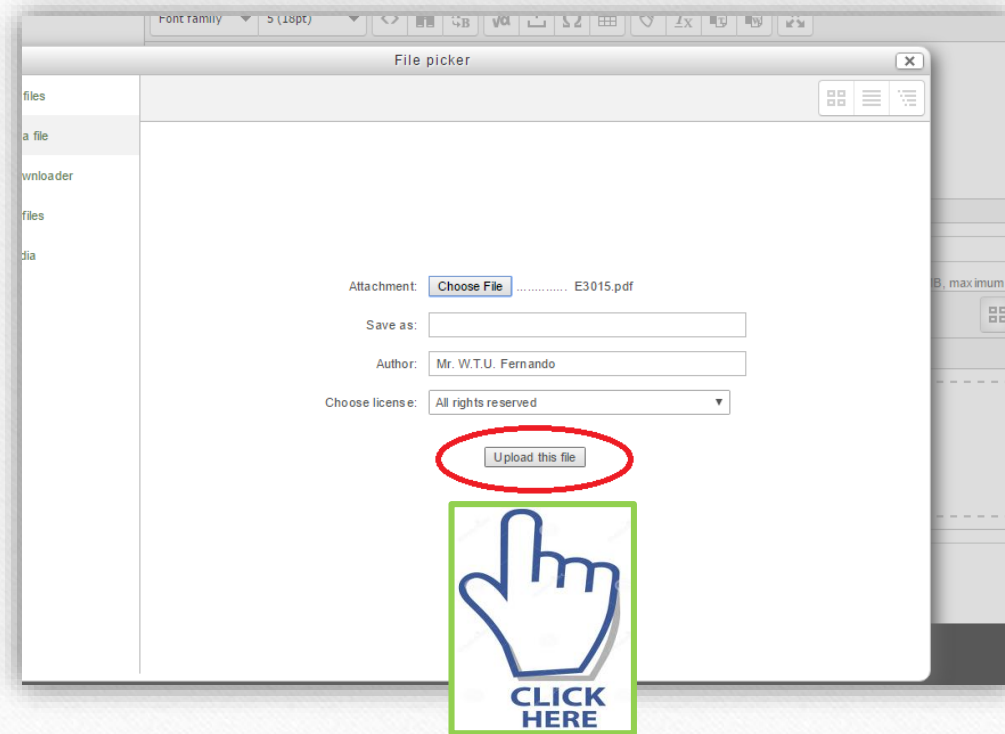 Font family 5 (18pt)
File picker
files
a file
wnloader
files
dia
Attachment: Choose File ............. E3015.pdf
Save as:
Author: Mr. W.T.U. Fernando
Choose license: All rights reserved
Upload this file
B, maximum
CLICK
HERE